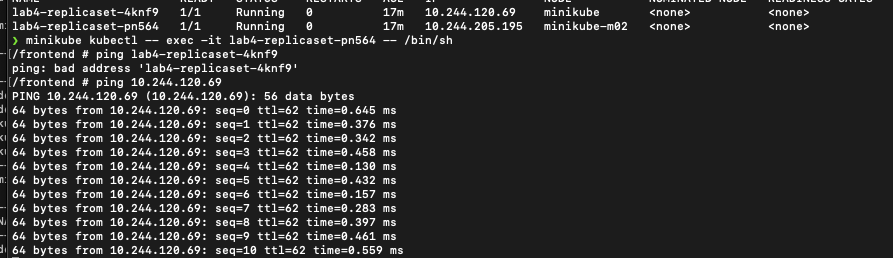 lab4-replicaset-4knf9   1/1     Running   0          17m   10.244.120.69    minikube       <none>           <none>
lab4-replicaset-pn564   1/1     Running   0          17m   10.244.205.195   minikube-m02   <none>           <none>
❯ minikube kubectl -- exec -it lab4-replicaset-pn564 -- /bin/sh
[/frontend # ping lab4-replicaset-4knf9
ping: bad address 'lab4-replicaset-4knf9'
[/frontend # ping 10.244.120.69
PING 10.244.120.69 (10.244.120.69): 56 data bytes
64 bytes from 10.244.120.69: seq=0 ttl=62 time=0.645 ms
64 bytes from 10.244.120.69: seq=1 ttl=62 time=0.376 ms
64 bytes from 10.244.120.69: seq=2 ttl=62 time=0.342 ms
64 bytes from 10.244.120.69: seq=3 ttl=62 time=0.458 ms
64 bytes from 10.244.120.69: seq=4 ttl=62 time=0.130 ms
64 bytes from 10.244.120.69: seq=5 ttl=62 time=0.432 ms
64 bytes from 10.244.120.69: seq=6 ttl=62 time=0.157 ms
64 bytes from 10.244.120.69: seq=7 ttl=62 time=0.283 ms
64 bytes from 10.244.120.69: seq=8 ttl=62 time=0.397 ms
64 bytes from 10.244.120.69: seq=9 ttl=62 time=0.461 ms
64 bytes from 10.244.120.69: seq=10 ttl=62 time=0.559 ms